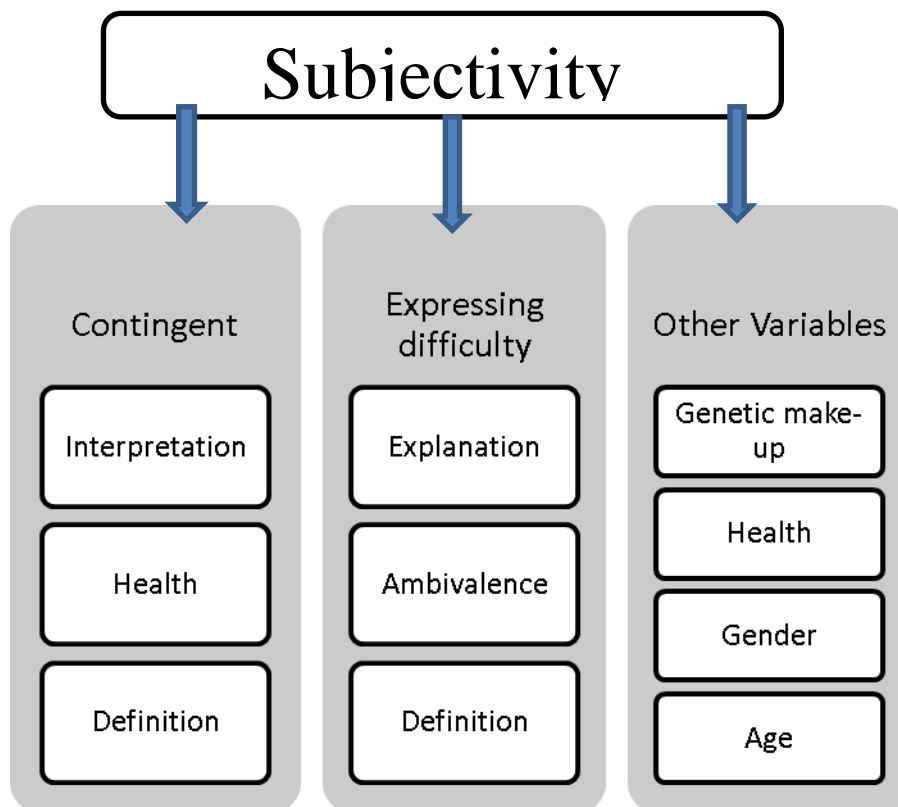 Subjectivity
Contingent
Interpretation
Health
Definition
Expressing
difficulty
Explanation
Ambivalence
Definition
Other Variables
Genetic make-
up
Health
Gender
Age